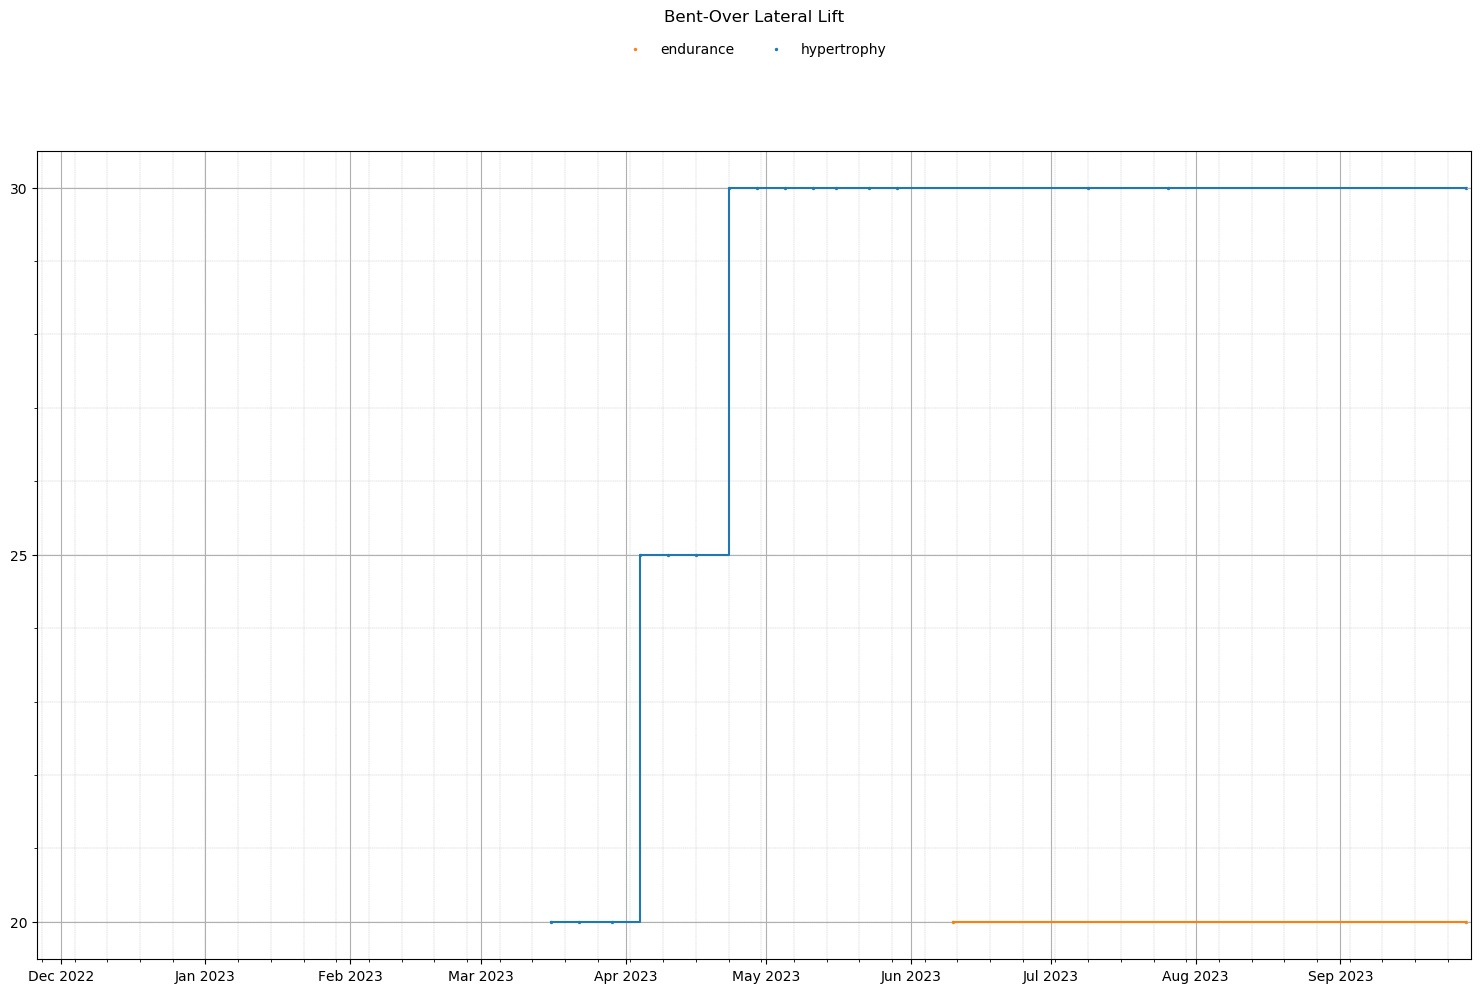 Bent-Over Lateral Lift
endurance hypertrophy
30
25
20
Dec 2022 Jan 2023 Feb 2023 Mar 2023 Apr 2023 May 2023 Jun 2023 Jul 2023 Aug 2023 Sep 2023